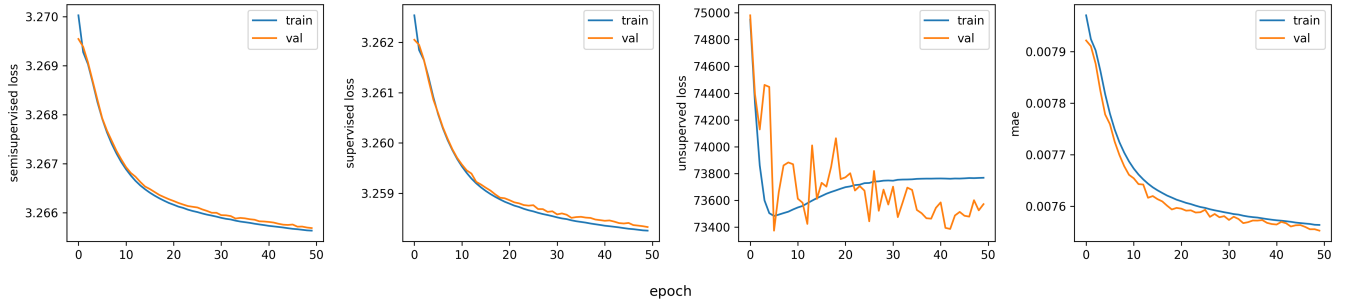 3.270
3.269
3.268
3.267
3.266
semisupervised loss
0 10 20 30 40 50
train
val
3.262
3.261
3.260
3.259
supervised loss
0 10 20 30 40 50
train
val
75000
74800
74600
74400
74200
74000
73800
73600
73400
unsuperved loss
0 10 20 30 40 50
train
val
0.0079
0.0078
0.0077
0.0076
mae
0 10 20 30 40 50
train
val
epoch